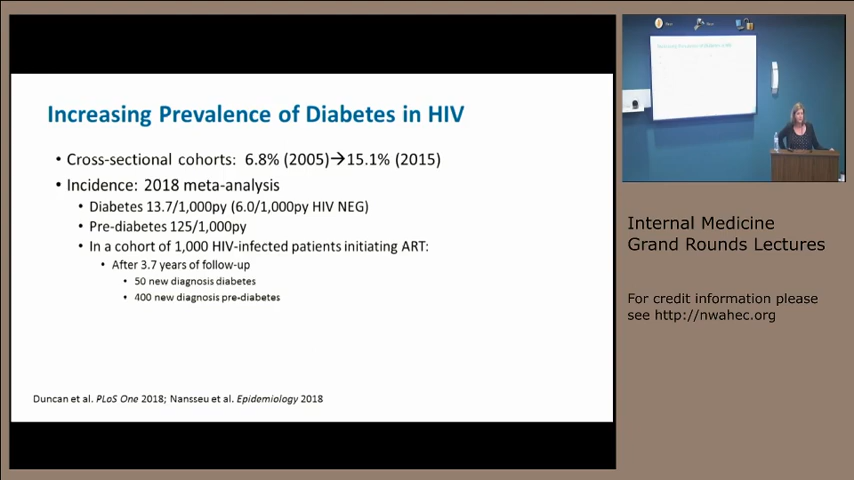 Increasing Prevalence of Diabetes in HIV
• Cross-sectional cohorts: 6.8% (2005)→15.1% (2015)
• Incidence: 2018 meta-analysis
• Diabetes 13.7/1,000py (6.0/1,000py HIV NEG)
• Pre-diabetes 125/1,000py
• In a cohort of 1,000 HIV-infected patients initiating ART:
• After 3.7 years of follow-up
• 50 new diagnosis diabetes
• 400 new diagnosis pre-diabetes
Duncan et al. PLoS One 2018; Nansseu et al. Epidemiology 2018
Internal Medicine
Grand Rounds Lectures
For credit information please
see http://nwahec.org